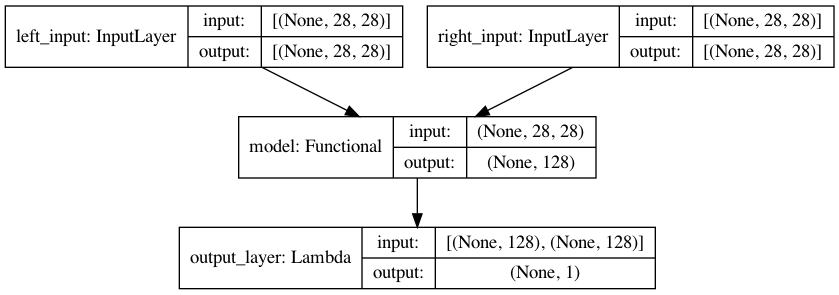 left_input: InputLayer
input: [(None, 28, 28)]
output: [(None, 28, 28)]
right_input: InputLayer
input: [(None, 28, 28)]
output: [(None, 28, 28)]
model: Functional
input: (None, 28, 28)
output: (None, 128)
output_layer: Lambda
input: [(None, 128), (None, 128)]
output: (None, 1)